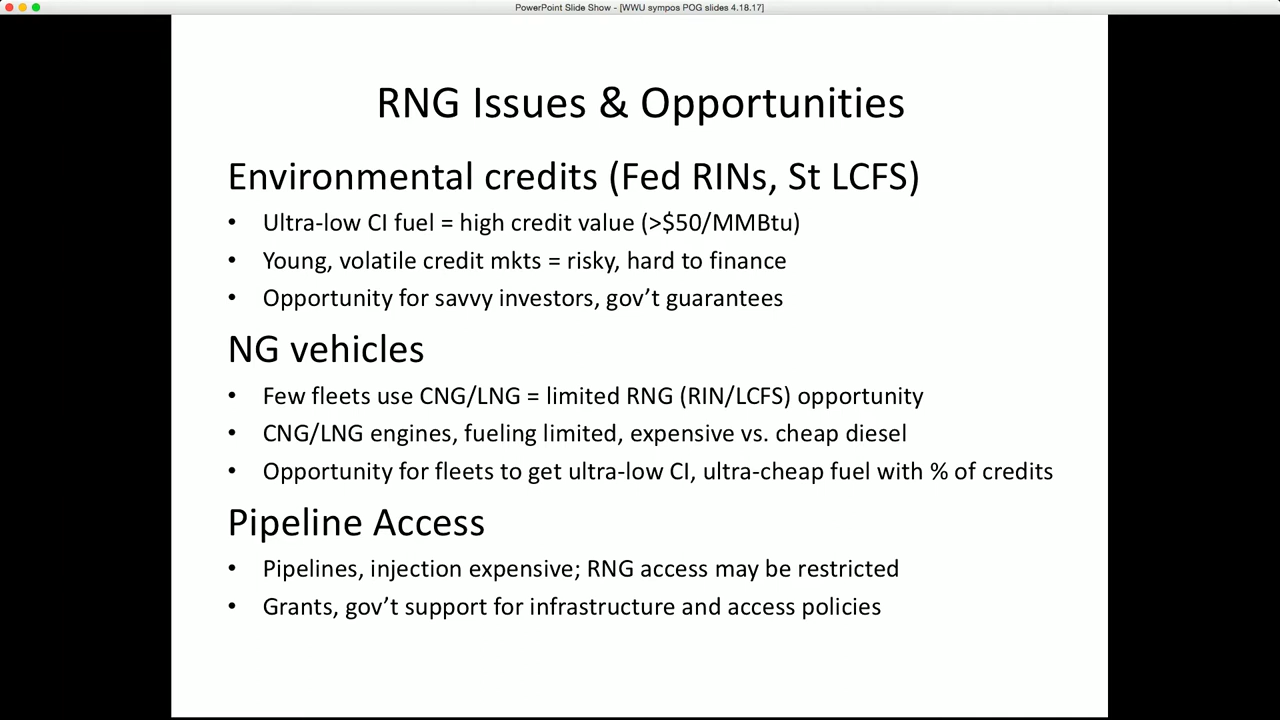 PowerPoint Slide Show - [WWU sympos POG slides 4.18.17]
RNG Issues & Opportunities
Environmental credits (Fed RINs, St LCFS)
• Ultra-low CI fuel = high credit value (>$50/MMBtu)
• Young, volatile credit mkts = risky, hard to finance
• Opportunity for savvy investors, gov’t guarantees
NG vehicles
• Few fleets use CNG/LNG = limited RNG (RIN/LCFS) opportunity
• CNG/LNG engines, fueling limited, expensive vs. cheap diesel
• Opportunity for fleets to get ultra-low CI, ultra-cheap fuel with % of credits
Pipeline Access
• Pipelines, injection expensive; RNG access may be restricted
• Grants, gov’t support for infrastructure and access policies